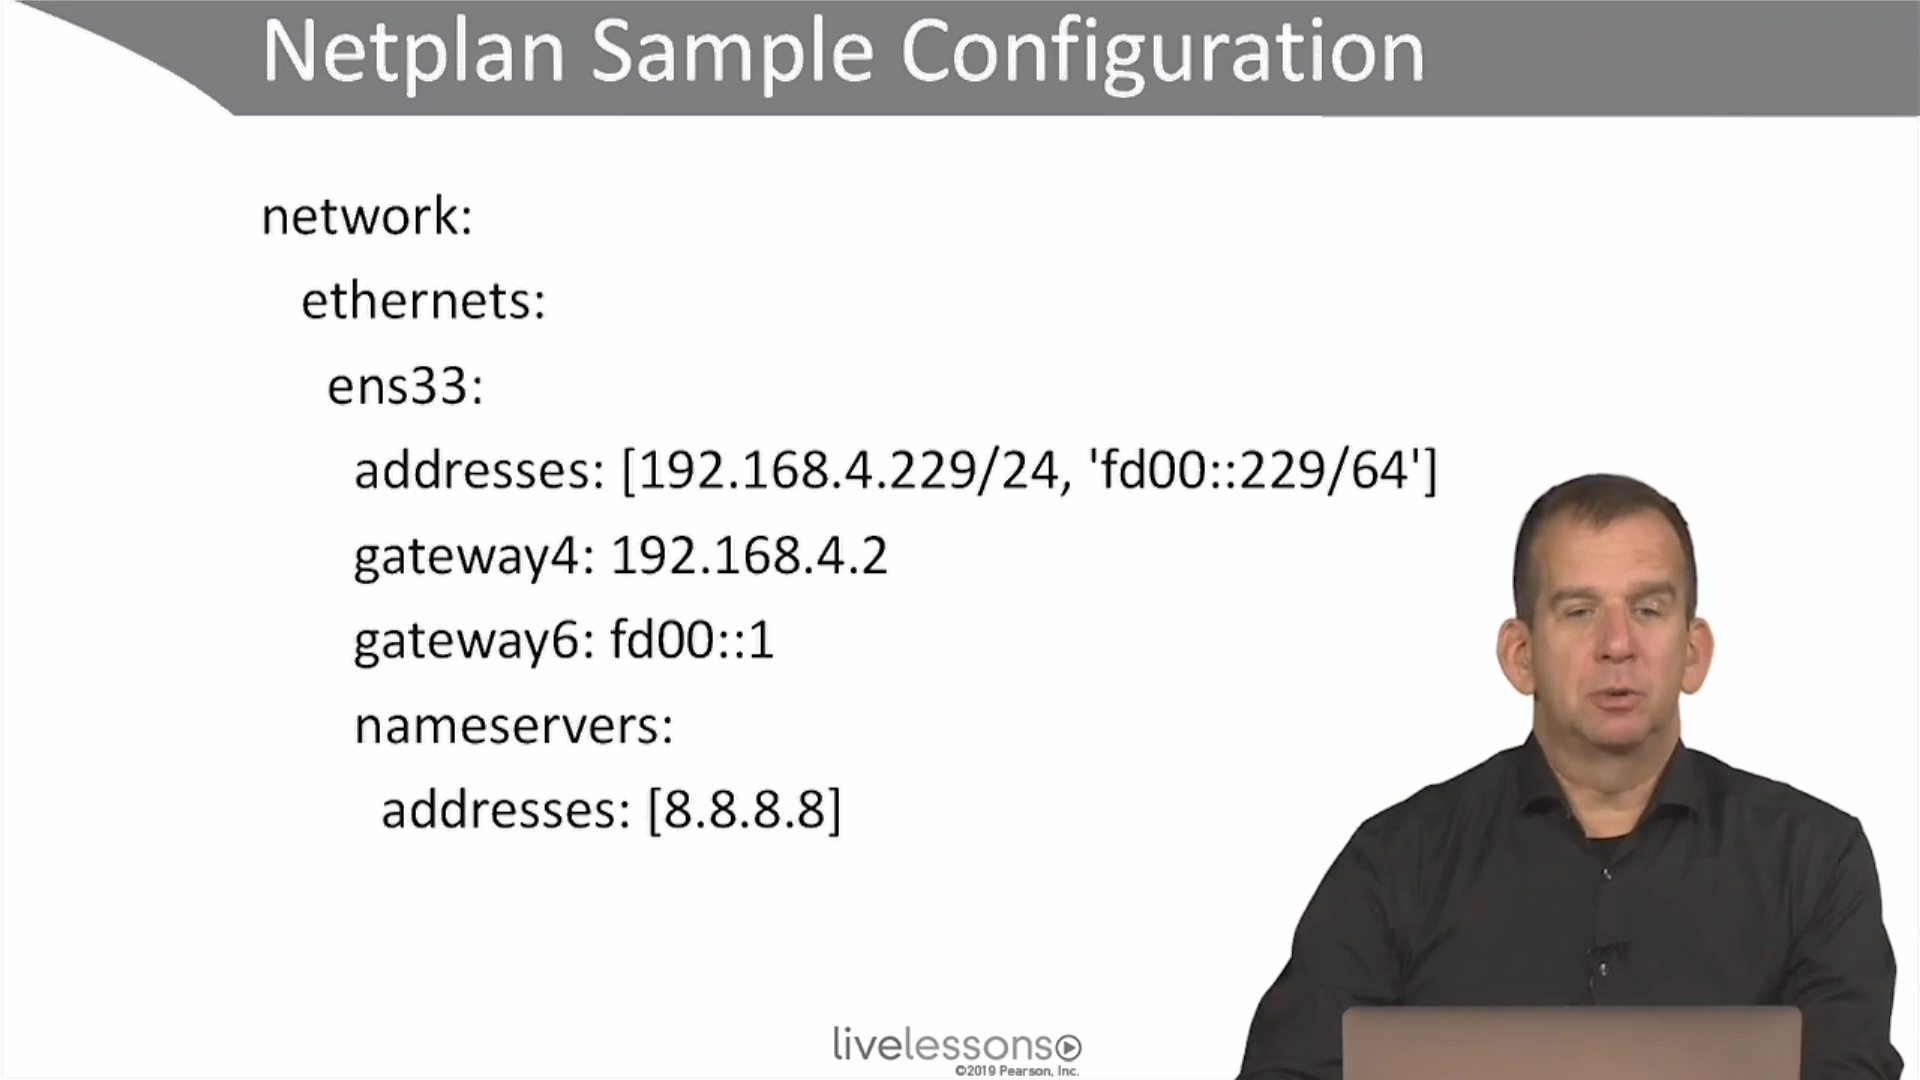 Netplan Sample Configuration
network:
ethernets:
ens33:
addresses: [192.168.4.229/24, 'fd00::229/64']
gateway4: 192.168.4.2
gateway6: fd00::1
nameservers:
addresses: [8.8.8.8]
livelessons
©2019 Pearson, Inc.